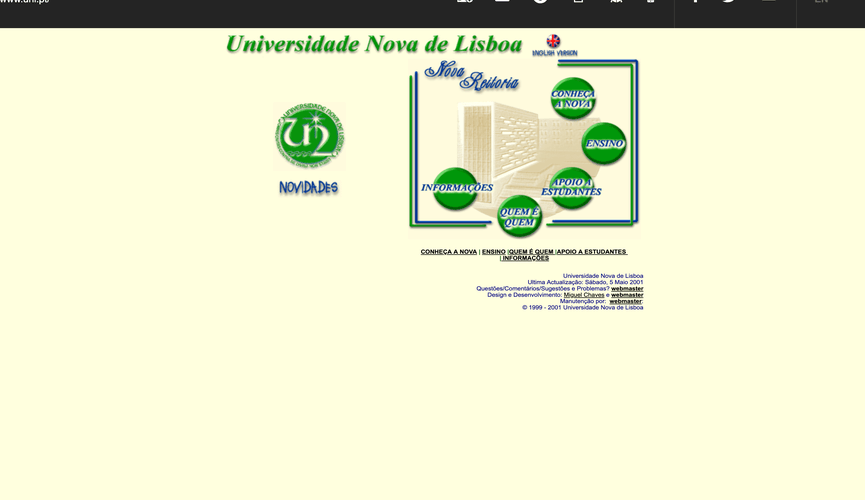 www.unl.pt/
EN
Universidade Nova de Lisboa
ENGLISH VERSION
Nova
Reitoria
CONHEÇA
A NOVA
ENSINO
APOIO A
ESTUDANTES
INFORMAÇÕES
QUEM É
QUEM
UNIVERSIDADE NOVA DE LISBOA
NOVIDADES
CONHEÇA A NOVA | ENSINO |QUEM É QUEM |APOIO A ESTUDANTES
| INFORMAÇÕES
Universidade Nova de Lisboa
Ultima Actualização: Sábado, 5 Maio 2001
Questões/Comentários/Sugestões e Problemas? webmaster
Design e Desenvolvimento: Miguel Chaves e webmaster
Manutenção por: webmaster.
© 1999 - 2001 Universidade Nova de Lisboa